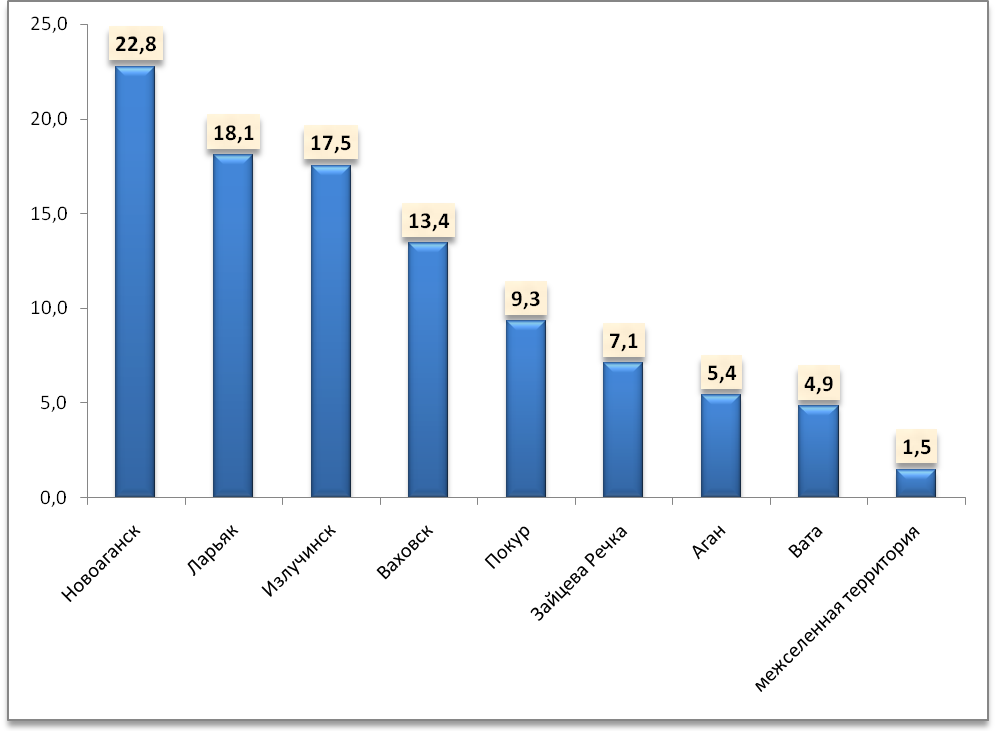 25,0
20,0
15,0
10,0
5,0
0,0
22,8
18,1
17,5
13,4
9,3
7,1
5,4
4,9
1,5
Новоаганск
Ларьяк
Излучинск
Ваховск
Покур
Зайцева Речка
Аган
Вата
межселенная территория